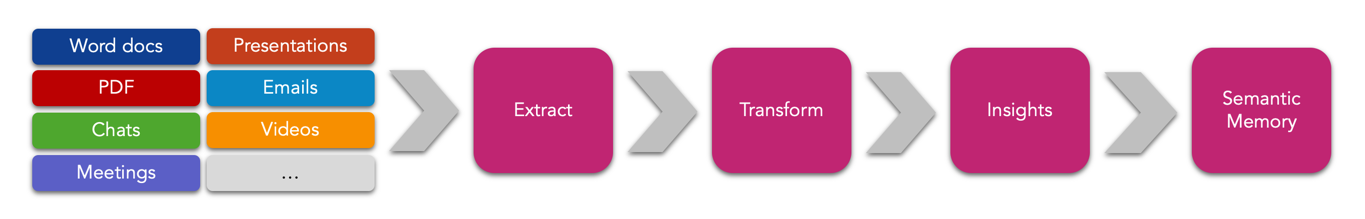 Word docs
Presentations
PDF
Emails
Chats
Videos
Meetings
...
Extract
Transform
Insights
Semantic
Memory